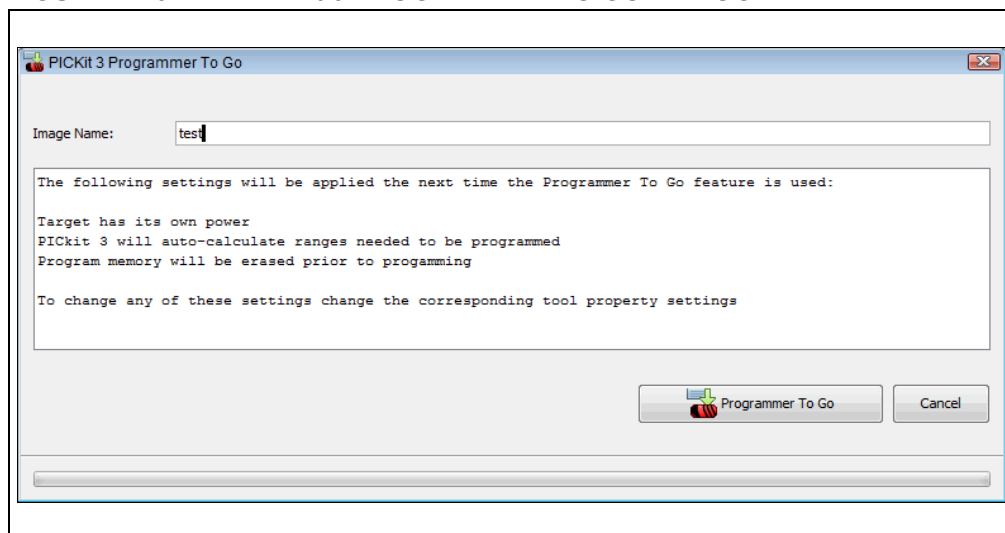 PICKit 3 Programmer To Go
Image Name: test
The following settings will be applied the next time the Programmer To Go feature is used:
Target has its own power
PICkit 3 will auto-calculate ranges needed to be programmed
Program memory will be erased prior to progamming
To change any of these settings change the corresponding tool property settings
Programmer To Go Cancel